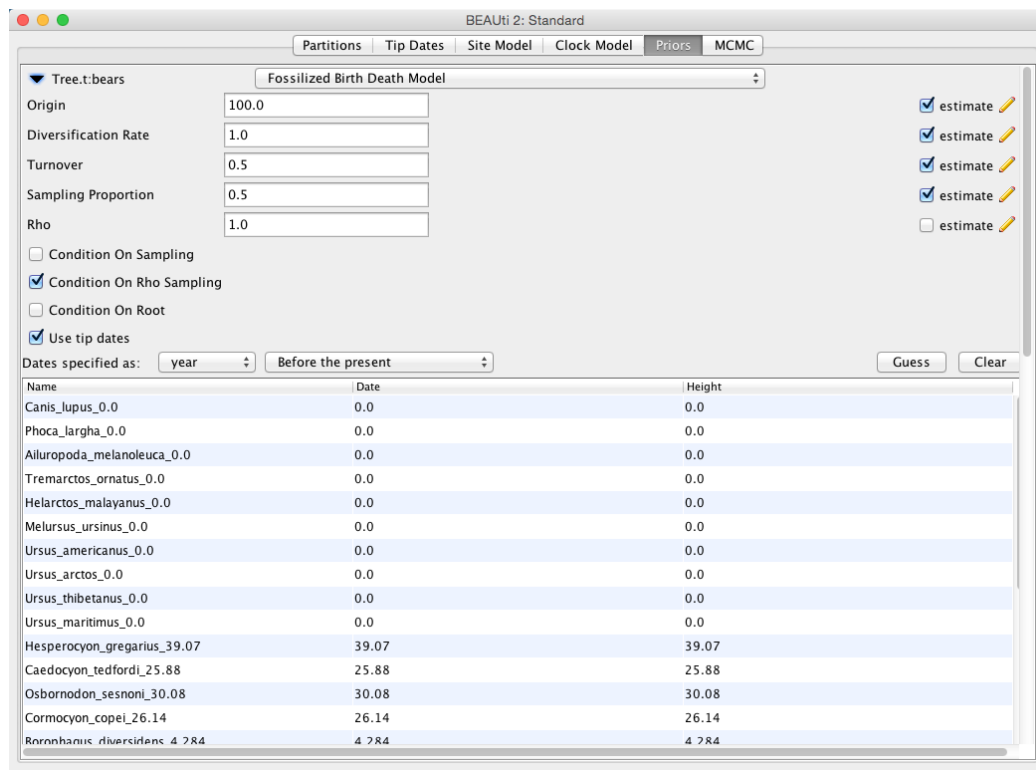 BEAUti 2: Standard
Partitions Tip Dates Site Model Clock Model Priors MCMC
Tree.t:bears Fossilized Birth Death Model
Origin 100.0 estimate
Diversification Rate 1.0 estimate
Turnover 0.5 estimate
Sampling Proportion 0.5 estimate
Rho 1.0 estimate
Condition On Sampling
Condition On Rho Sampling
Condition On Root
Use tip dates
Dates specified as: year Before the present Guess Clear
Name Date Height
Canis_lupus_0.0 0.0 0.0
Phoca_largha_0.0 0.0 0.0
Ailuropoda_melanoleuca_0.0 0.0 0.0
Tremarctos_ornatus_0.0 0.0 0.0
Helarctos_malayanus_0.0 0.0 0.0
Melursus_ursinus_0.0 0.0 0.0
Ursus_americanus_0.0 0.0 0.0
Ursus_arctos_0.0 0.0 0.0
Ursus_thibetanus_0.0 0.0 0.0
Ursus_maritimus_0.0 0.0 0.0
Hesperocyon_gregarius_39.07 39.07 39.07
Caedocyon_tedfordi_25.88 25.88 25.88
Osbornodon_sesnoni_30.08 30.08 30.08
Cormocyon_copei_26.14 26.14 26.14
Borophagus_diversidens_4.284 4.284 4.284